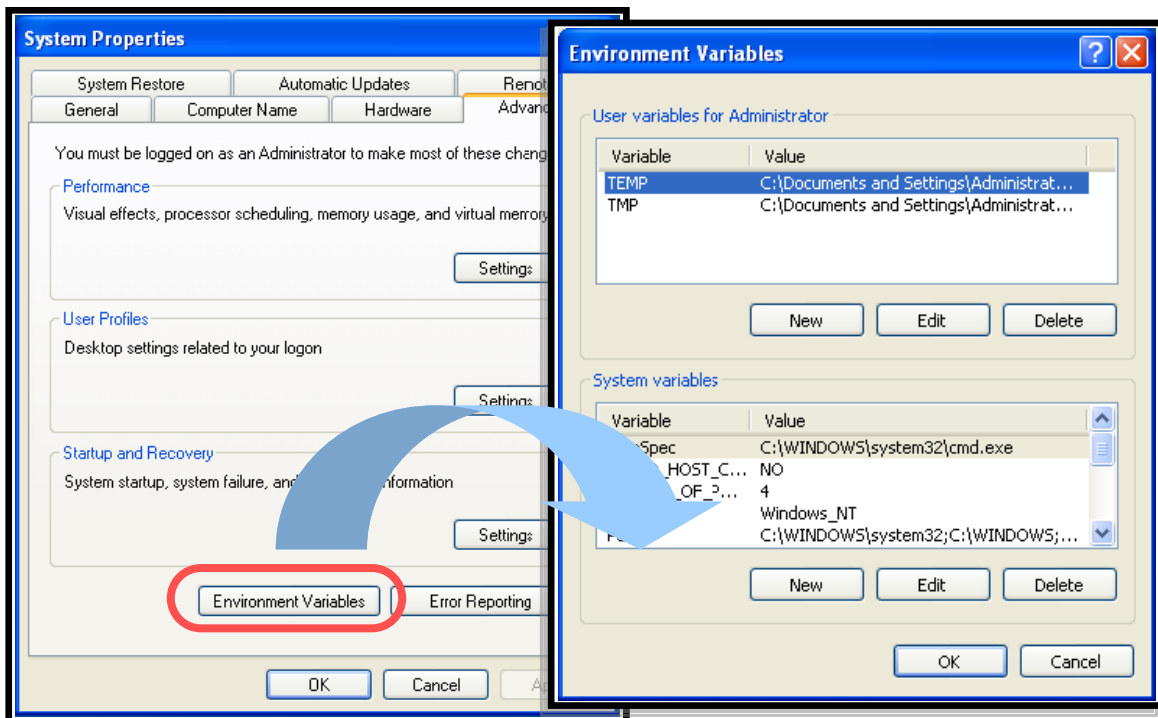 System Properties
System Restore
Automatic Updates
General
Computer Name
Hardware
You must be logged on as an Administrator to make most of these
Performance
Visual effects, processor scheduling, memory usage, and virtual memory
Settings
User Profiles
Desktop settings related to your logon
Settings
Startup and Recovery
System startup, system failure, and
Settings
Environment Variables
Error Reporting
OK
Cancel
Environment Variables
User variables for Administrator
Variable Value
TEMP C:\Documents and Settings\Administrat...
TMP C:\Documents and Settings\Administrat...
New
Edit
Delete
System variables
Variable Value
C:\WINDOWS\system32\cmd.exe
_HOST_C... NO
_OF_P... 4
Windows_NT
C:\WINDOWS\system32;C:\WINDOWS;...
New
Edit
Delete
OK
Cancel